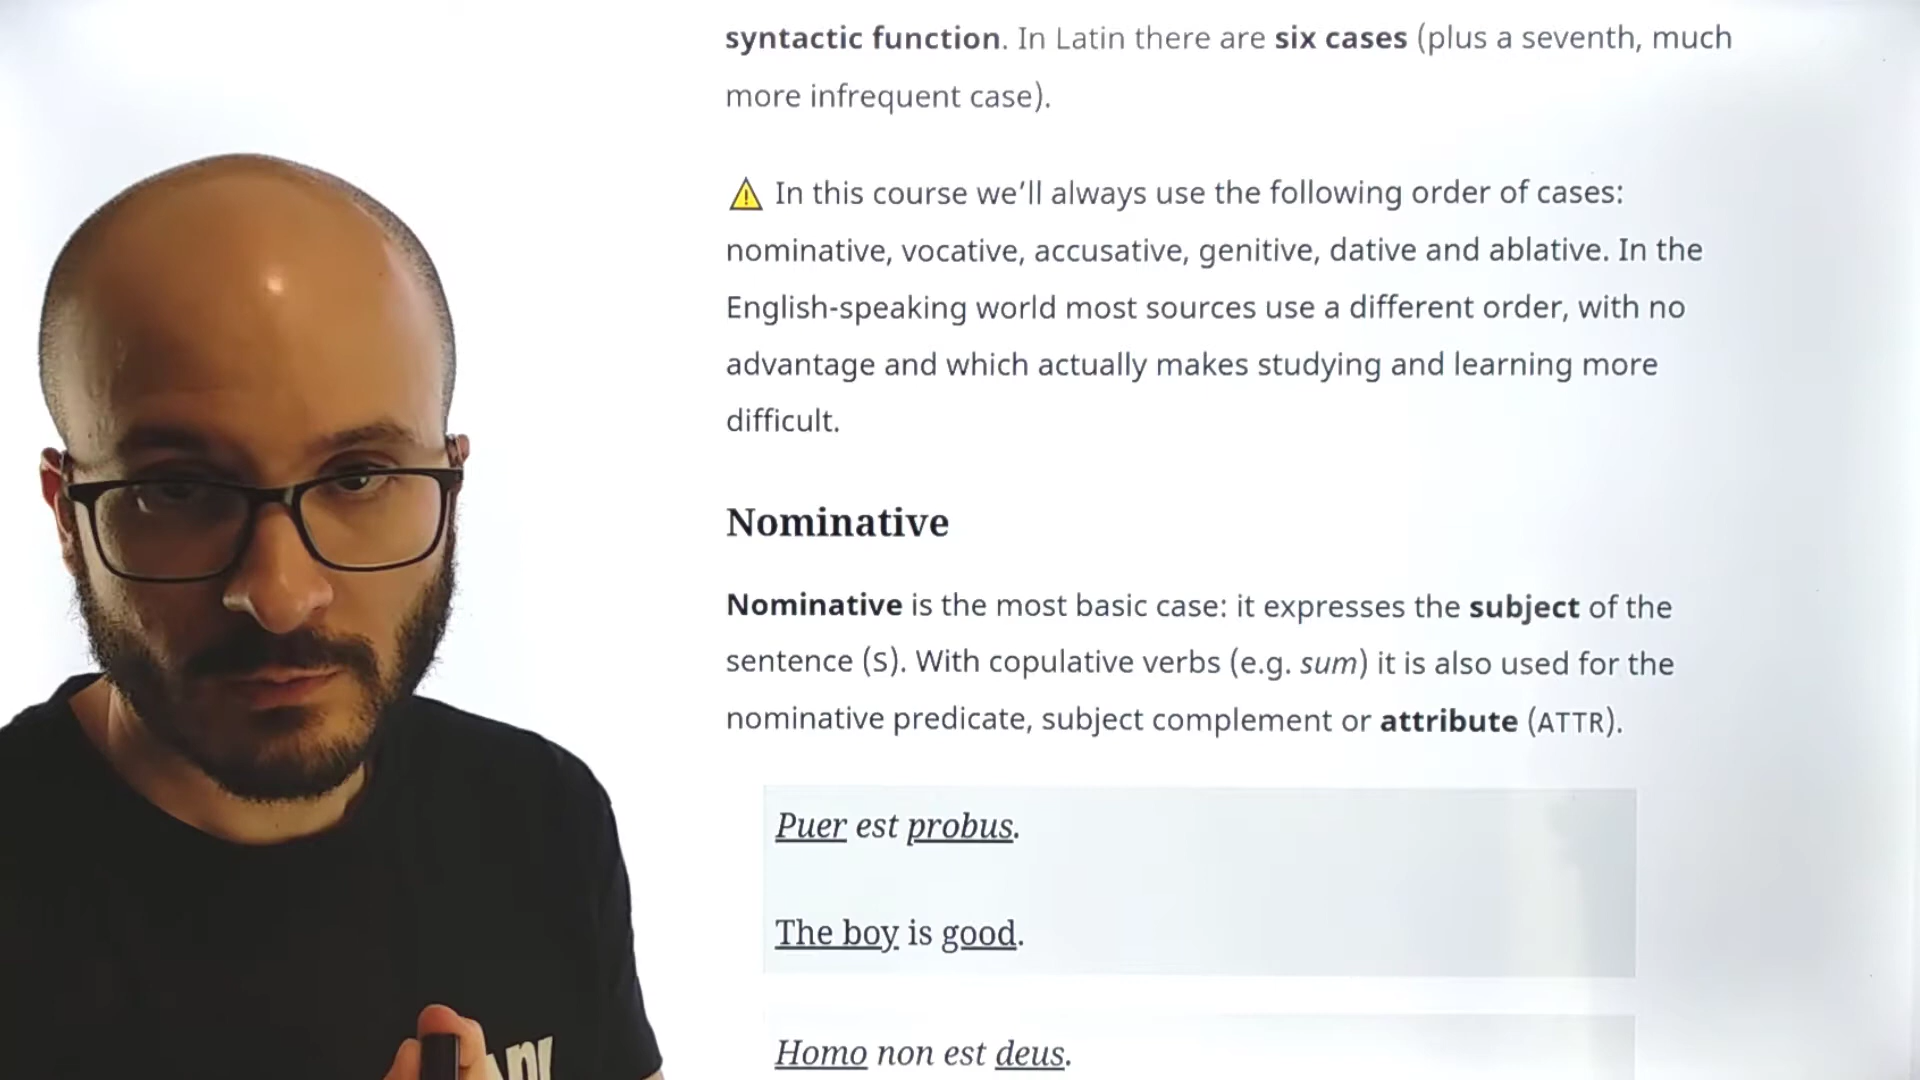 syntactic function. In Latin there are six cases (plus a seventh, much
more infrequent case).
⚠ In this course we’ll always use the following order of cases:
nominative, vocative, accusative, genitive, dative and ablative. In the
English-speaking world most sources use a different order, with no
advantage and which actually makes studying and learning more
difficult.
Nominative
Nominative is the most basic case: it expresses the subject of the
sentence (S). With copulative verbs (e.g. sum) it is also used for the
nominative predicate, subject complement or attribute (ATTR).
Puer est probus.
The boy is good.
Homo non est deus.